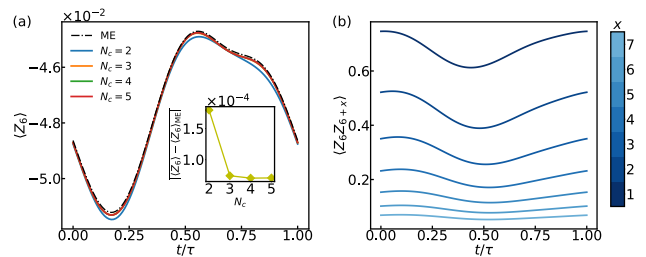 (a)
×10⁻²
ME
N_c = 2
N_c = 3
N_c = 4
N_c = 5
−4.6
−4.8
−5.0
⟨Z₆⟩
0.00 0.25 0.50 0.75 1.00
t/τ
×10⁻⁴
1.5
1.0
|⟨Z₆⟩ − ⟨Z₆⟩_ME|
2 3 4 5
N_c
(b)
0.6
0.4
0.2
⟨Z₆Z₆₊ₓ⟩
0.00 0.25 0.50 0.75 1.00
t/τ
x
7
6
5
4
3
2
1